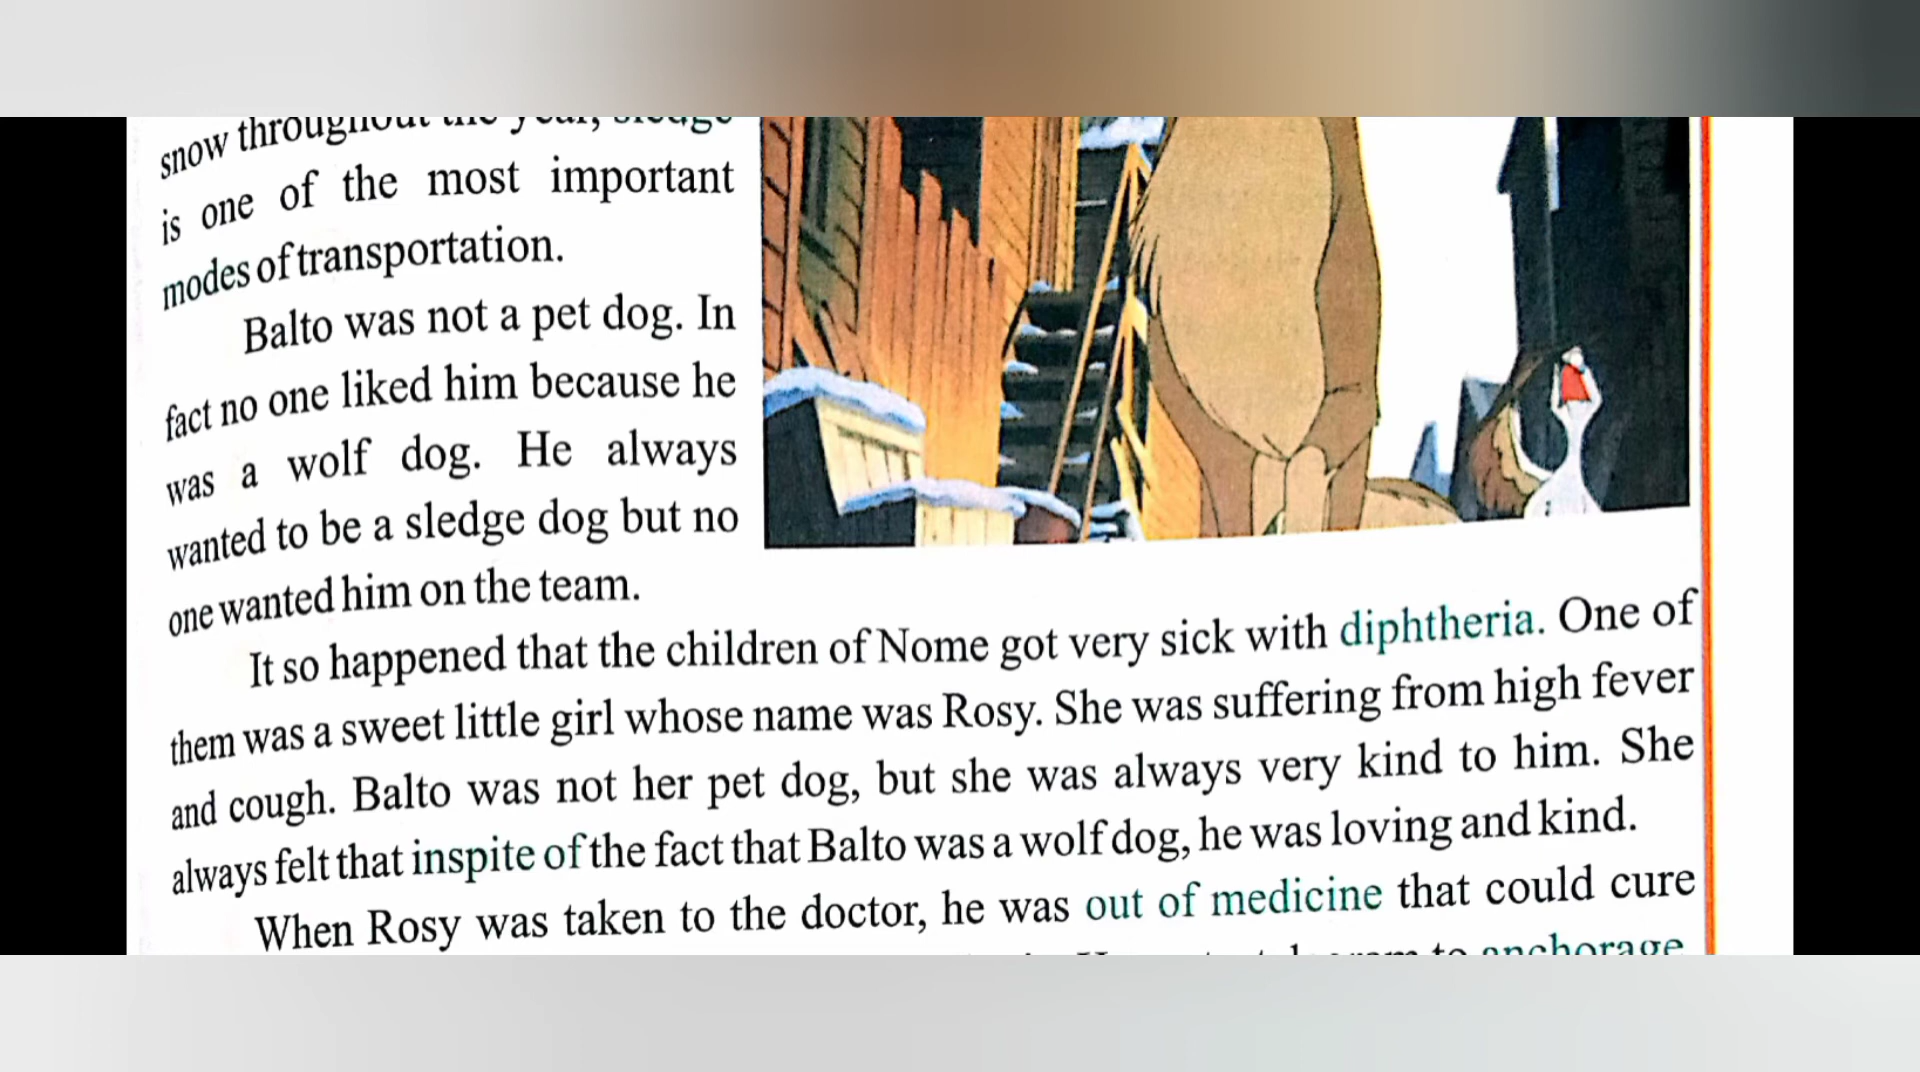 snow throughout the year, sledge
is one of the most important
modes of transportation.
Balto was not a pet dog. In
fact no one liked him because he
was a wolf dog. He always
wanted to be a sledge dog but no
one wanted him on the team.
It so happened that the children of Nome got very sick with diphtheria. One of
them was a sweet little girl whose name was Rosy. She was suffering from high fever
and cough. Balto was not her pet dog, but she was always very kind to him. She
always felt that inspite of the fact that Balto was a wolf dog, he was loving and kind.
When Rosy was taken to the doctor, he was out of medicine that could cure
to anchorage